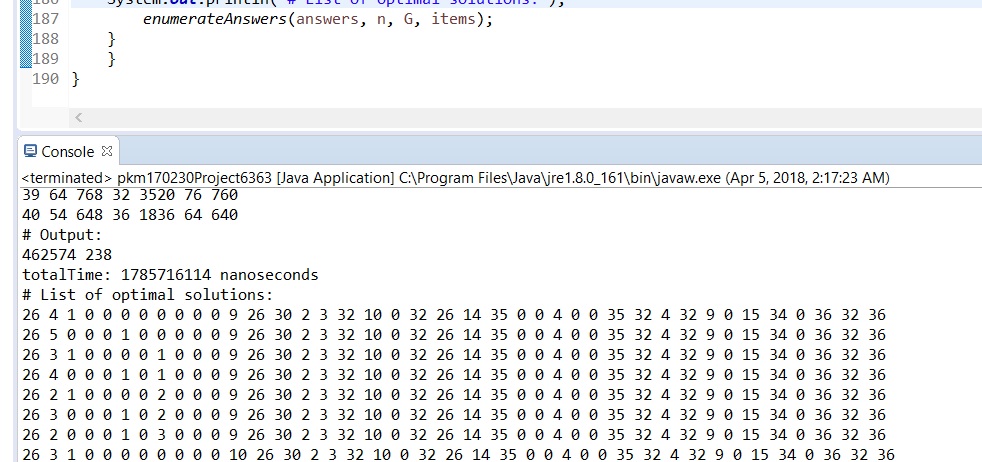 186 System.out.println("# List of optimal solutions:");
187 enumerateAnswers(answers, n, G, items);
188 }
189 }
190 }
Console
<terminated> pkm170230Project6363 [Java Application] C:\Program Files\Java\jre1.8.0_161\bin\javaw.exe (Apr 5, 2018, 2:17:23 AM)
39 64 768 32 3520 76 760
40 54 648 36 1836 64 640
# Output:
462574 238
totalTime: 1785716114 nanoseconds
# List of optimal solutions:
26 4 1 0 0 0 0 0 0 0 0 9 26 30 2 3 32 10 0 32 26 14 35 0 0 4 0 0 35 32 4 32 9 0 15 34 0 36 32 36
26 5 0 0 0 1 0 0 0 0 0 9 26 30 2 3 32 10 0 32 26 14 35 0 0 4 0 0 35 32 4 32 9 0 15 34 0 36 32 36
26 3 1 0 0 0 0 1 0 0 0 9 26 30 2 3 32 10 0 32 26 14 35 0 0 4 0 0 35 32 4 32 9 0 15 34 0 36 32 36
26 4 0 0 0 1 0 1 0 0 0 9 26 30 2 3 32 10 0 32 26 14 35 0 0 4 0 0 35 32 4 32 9 0 15 34 0 36 32 36
26 2 1 0 0 0 0 2 0 0 0 9 26 30 2 3 32 10 0 32 26 14 35 0 0 4 0 0 35 32 4 32 9 0 15 34 0 36 32 36
26 3 0 0 0 1 0 2 0 0 0 9 26 30 2 3 32 10 0 32 26 14 35 0 0 4 0 0 35 32 4 32 9 0 15 34 0 36 32 36
26 2 0 0 0 1 0 3 0 0 0 9 26 30 2 3 32 10 0 32 26 14 35 0 0 4 0 0 35 32 4 32 9 0 15 34 0 36 32 36
26 3 1 0 0 0 0 0 0 0 0 10 26 30 2 3 32 10 0 32 26 14 35 0 0 4 0 0 35 32 4 32 9 0 15 34 0 36 32 36